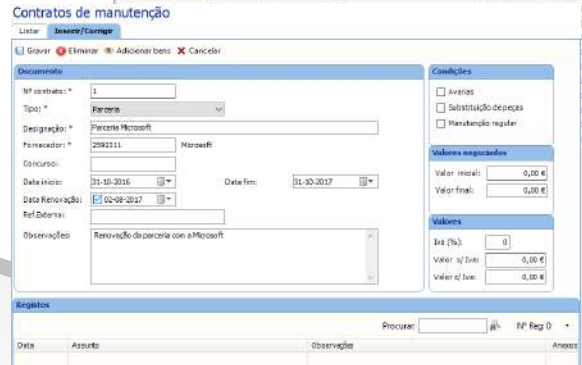 Contratos de manutenção
Listar Inserir/Corrigir
Gravar Eliminar Adicionar bens Cancelar
Documento
Nº contrato: * 1
Tipo: * Parceria
Designação: * Parceria Microsoft
Fornecedor: * 2592311 Microsoft
Concurso:
Data início: 31-10-2016 Data fim: 31-10-2017
Data Renovação: 02-08-2017
Ref.Externa:
Observações: Renovação da parceria com a Microsoft
Condições
Avarias
Substituição de peças
Manutenção regular
Valores negociados
Valor inicial: 0,00 €
Valor final: 0,00 €
Valores
Iva (%): 0
Valor s/ Iva: 0,00 €
Valor c/ Iva: 0,00 €
Registos
Procurar: Nº Reg: 0
Data Assunto Observações Anexos